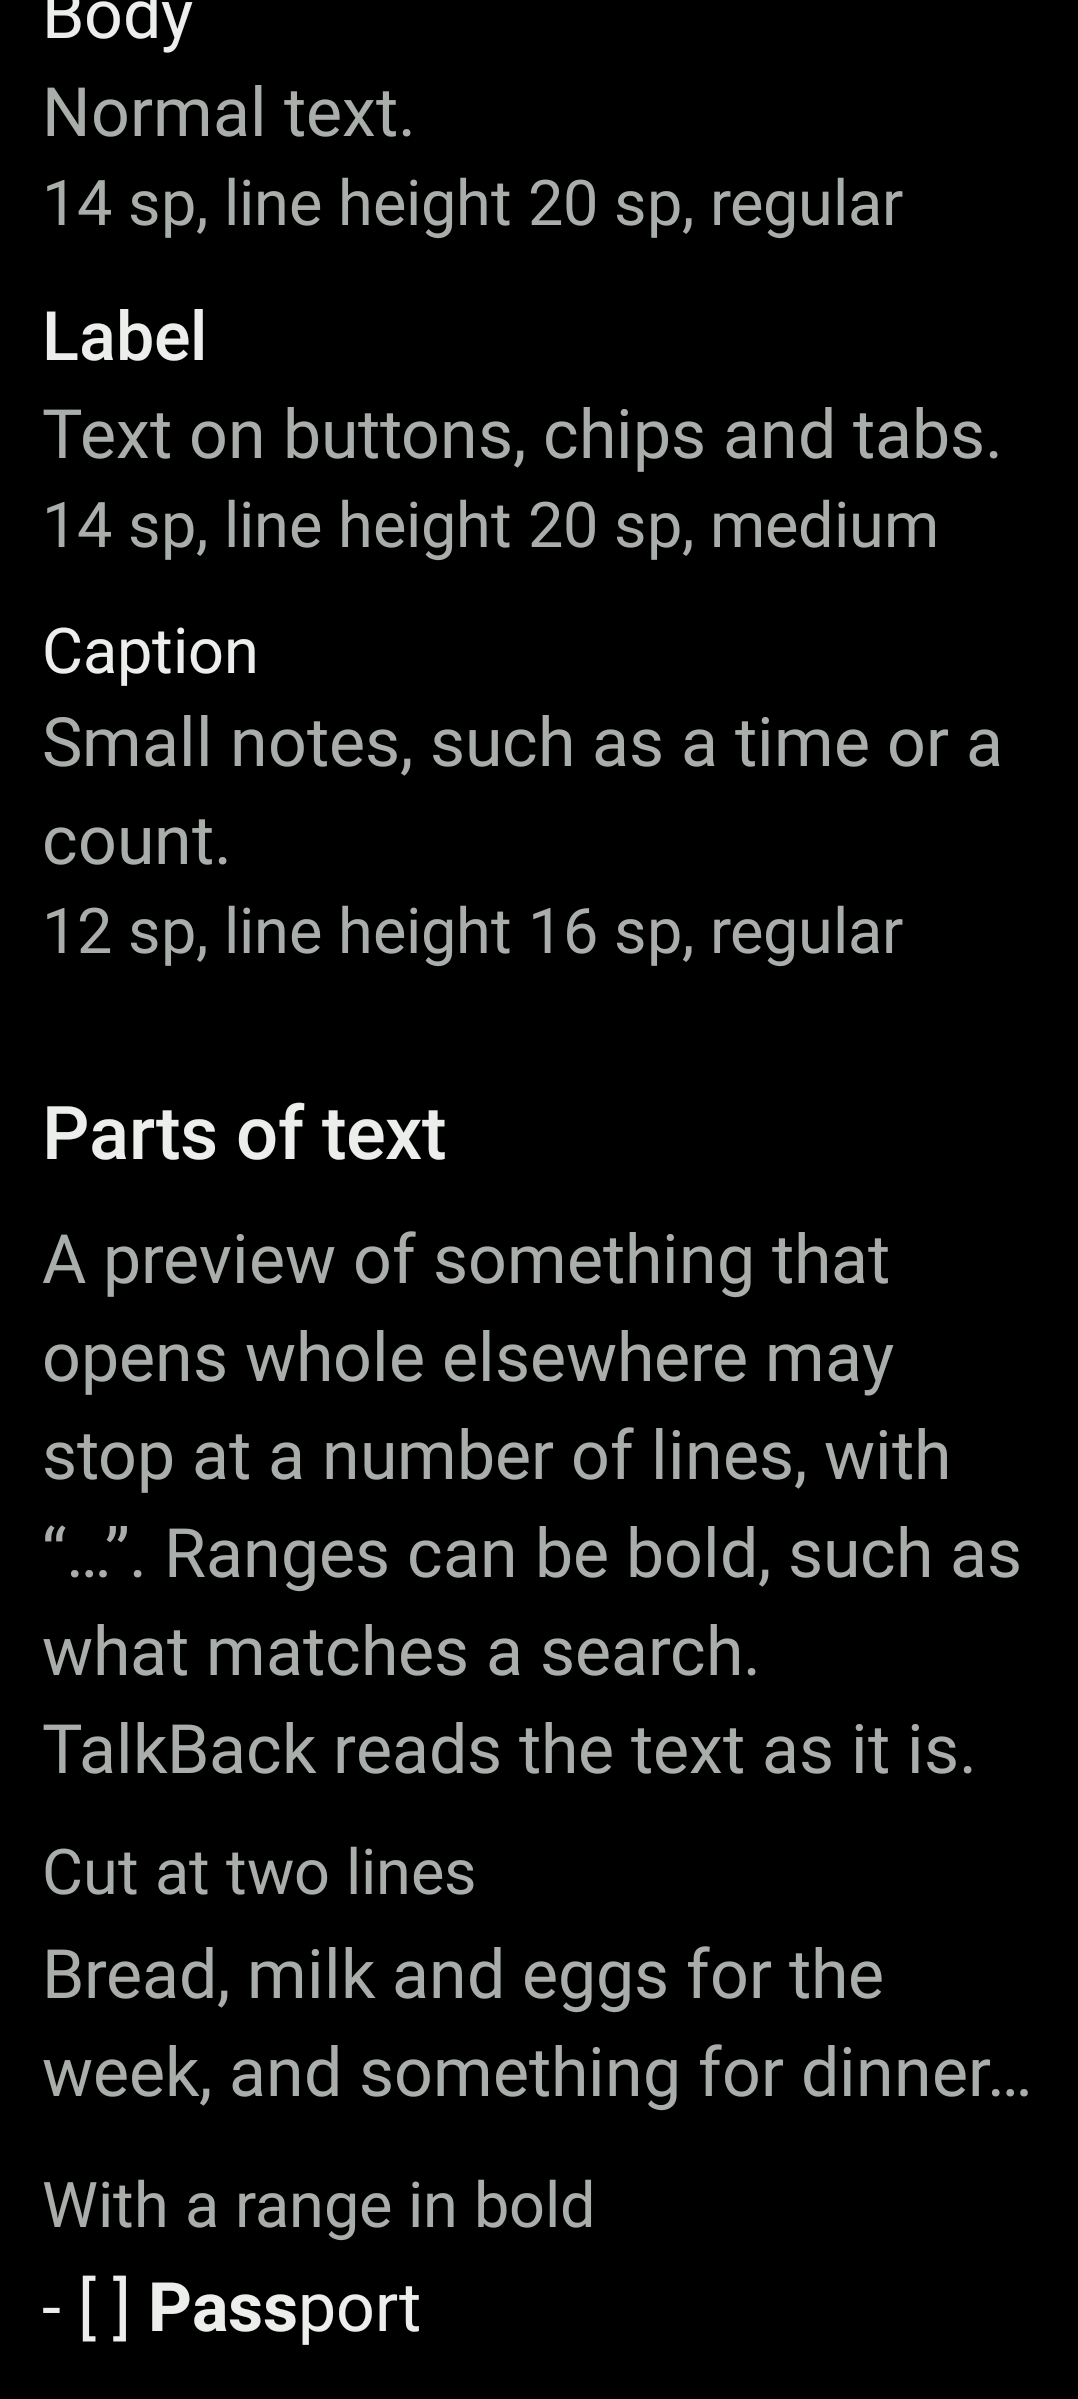 Body
Normal text.
14 sp, line height 20 sp, regular
Label
Text on buttons, chips and tabs.
14 sp, line height 20 sp, medium
Caption
Small notes, such as a time or a
count.
12 sp, line height 16 sp, regular
Parts of text
A preview of something that
opens whole elsewhere may
stop at a number of lines, with
“…”. Ranges can be bold, such as
what matches a search.
TalkBack reads the text as it is.
Cut at two lines
Bread, milk and eggs for the
week, and something for dinner…
With a range in bold
- [ ] Passport